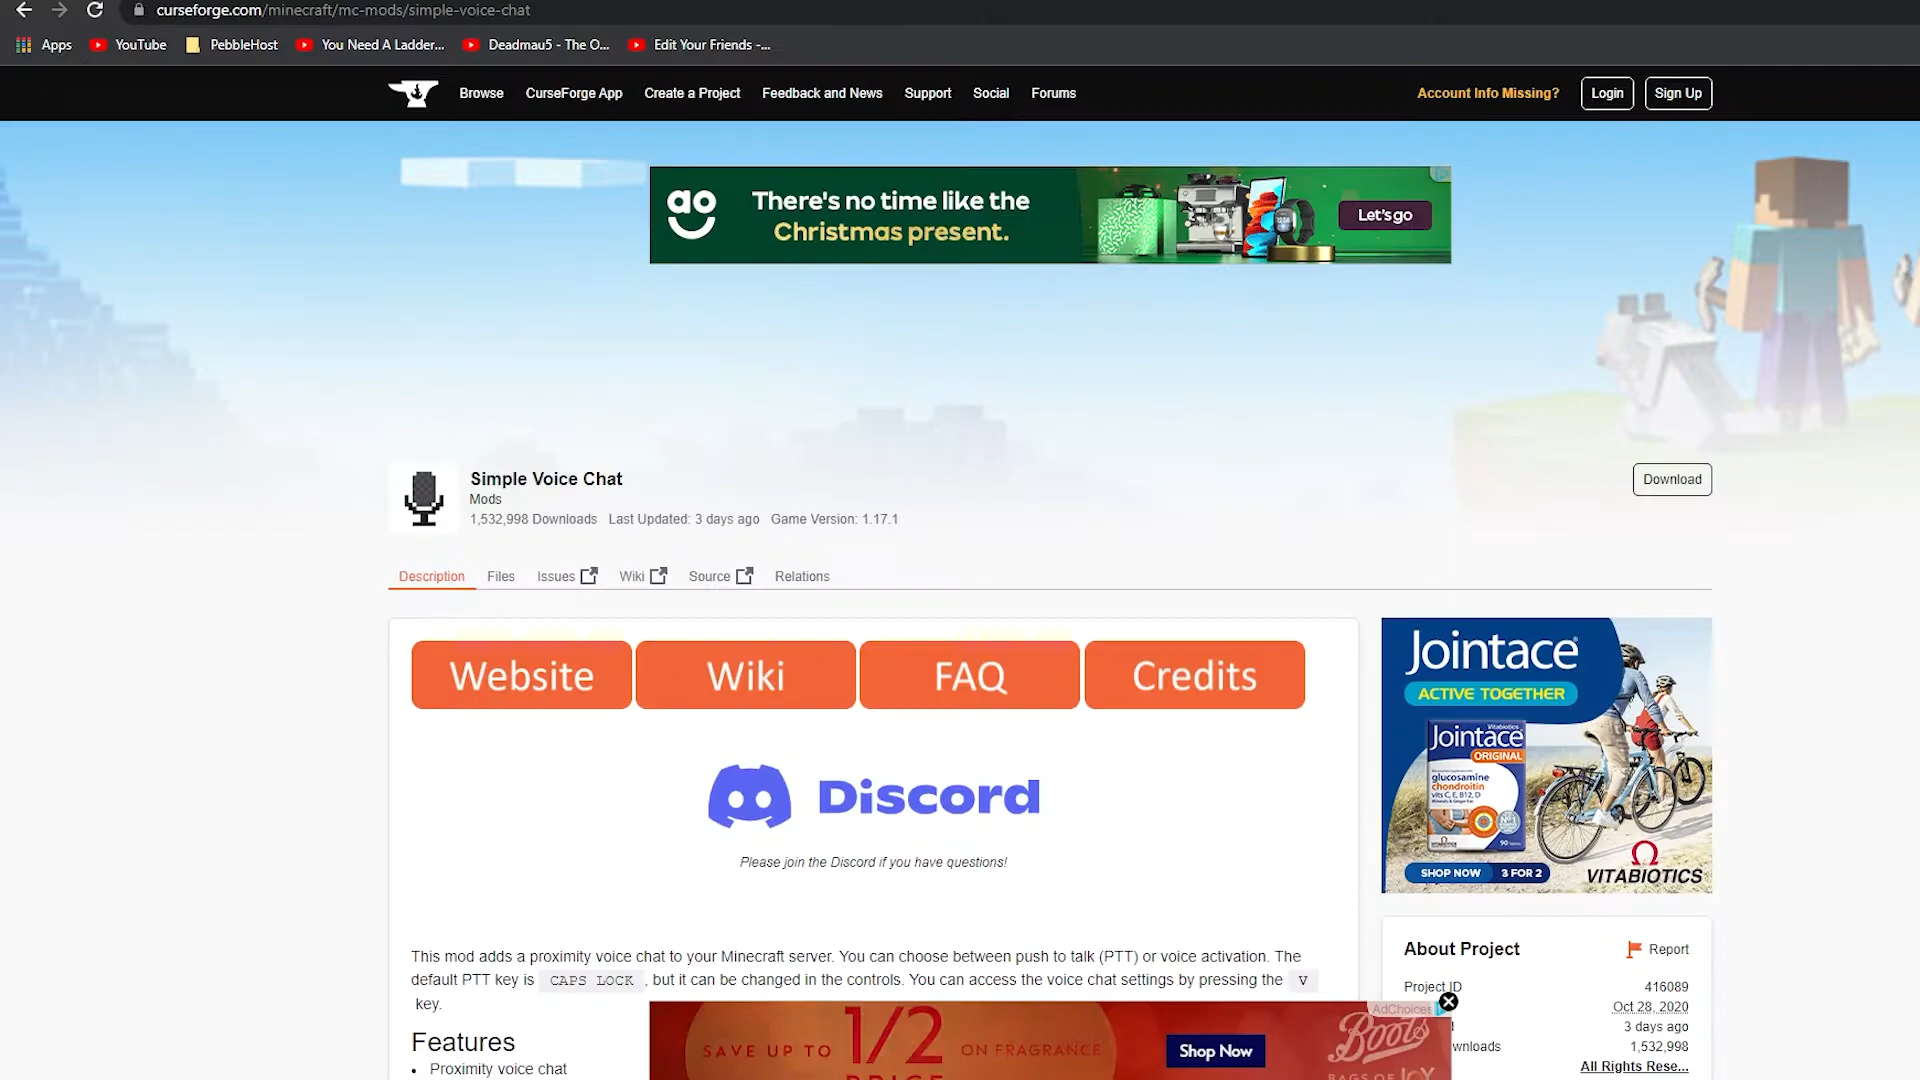 curseforge.com/minecraft/mc-mods/simple-voice-chat
Apps YouTube PebbleHost You Need A Ladder... Deadmau5 - The O... Edit Your Friends -...
Browse CurseForge App Create a Project Feedback and News Support Social Forums Account Info Missing? Login Sign Up
ao There's no time like the
Christmas present.
Let's go
Simple Voice Chat
Download
Mods
1,532,998 Downloads Last Updated: 3 days ago Game Version: 1.17.1
Description Files Issues Wiki Source Relations
Website Wiki FAQ Credits
Discord
Please join the Discord if you have questions!
This mod adds a proximity voice chat to your Minecraft server. You can choose between push to talk (PTT) or voice activation. The
default PTT key is CAPS LOCK , but it can be changed in the controls. You can access the voice chat settings by pressing the V
key.
Features
• Proximity voice chat
Jointace
ACTIVE TOGETHER
Vitabiotics
Jointace
ORIGINAL
glucosamine
chondroitin
vits C, E, B12, D
SHOP NOW 3 FOR 2
VITABIOTICS
About Project Report
Project ID 416089
Oct 28, 2020
3 days ago
wnloads 1,532,998
All Rights Rese...
AdChoices
SAVE UP TO 1/2 ON FRAGRANCE
PRICE
Shop Now
Boots
BAGS OF JOY